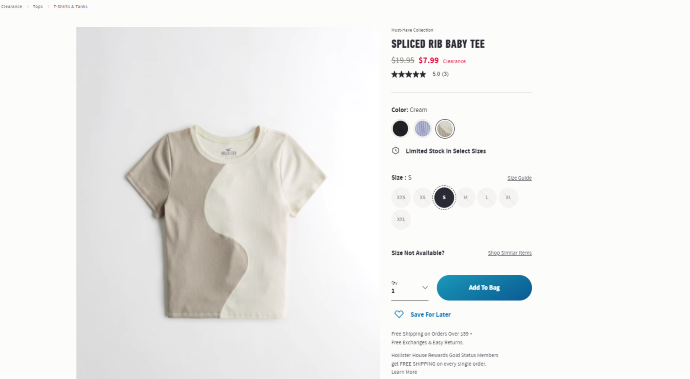 Clearance
Tops
T-Shirts & Tanks
HOLLISTER
Must-Have Collection
SPLICED RIB BABY TEE
$19.95 $7.99 Clearance
5.0 (3)
Color: Cream
Limited Stock In Select Sizes
Size : S
Size Guide
XXS XS S M L XL
XXL
Size Not Available?
Shop Similar Items
Qty
1
Add To Bag
Save For Later
Free Shipping on Orders Over $39 +
Free Exchanges & Easy Returns.
Hollister House Rewards Gold Status Members
get FREE SHIPPING on every single order.
Learn More